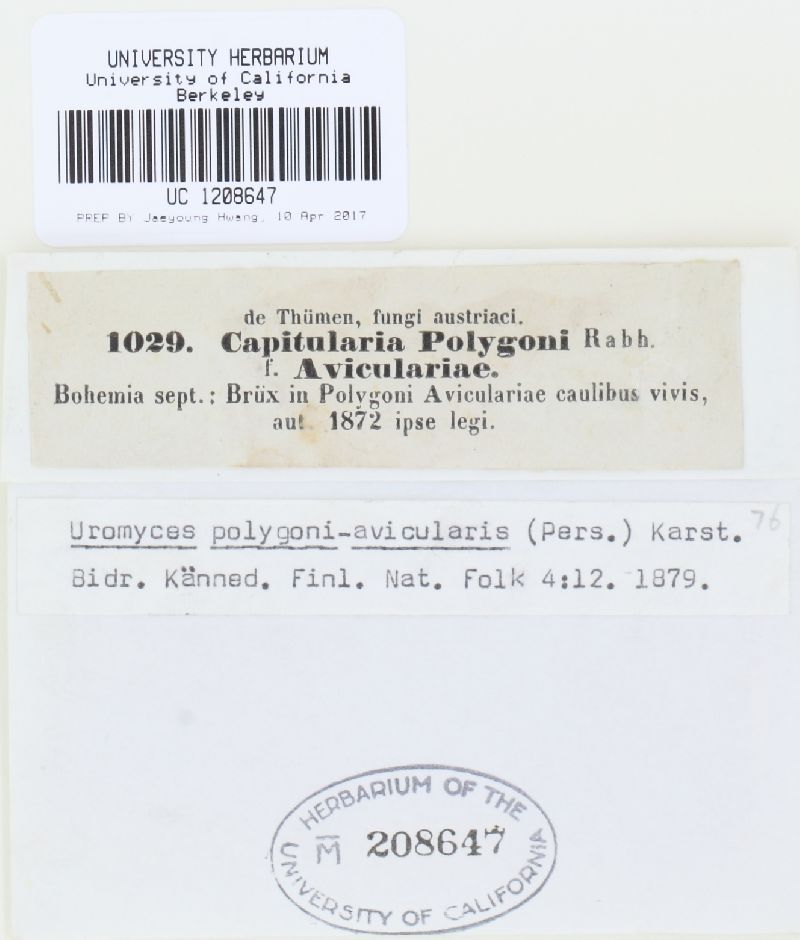 UNIVERSITY HERBARIUM
University of California
Berkeley
UC 1208647
PREP BY Jaeyoung Hwang, 10 Apr 2017
de Thümen, fungi austriaci.
1029. Capitularia Polygoni Rabh.
f. Aviculariae.
Bohemia sept.: Brüx in Polygoni Aviculariae caulibus vivis,
aut. 1872 ipse legi.
76
Uromyces polygoni-avicularis (Pers.) Karst.
Bidr. Känned. Finl. Nat. Folk 4:12. 1879.
HERBARIUM OF THE
M 208647
UNIVERSITY OF CALIFORNIA